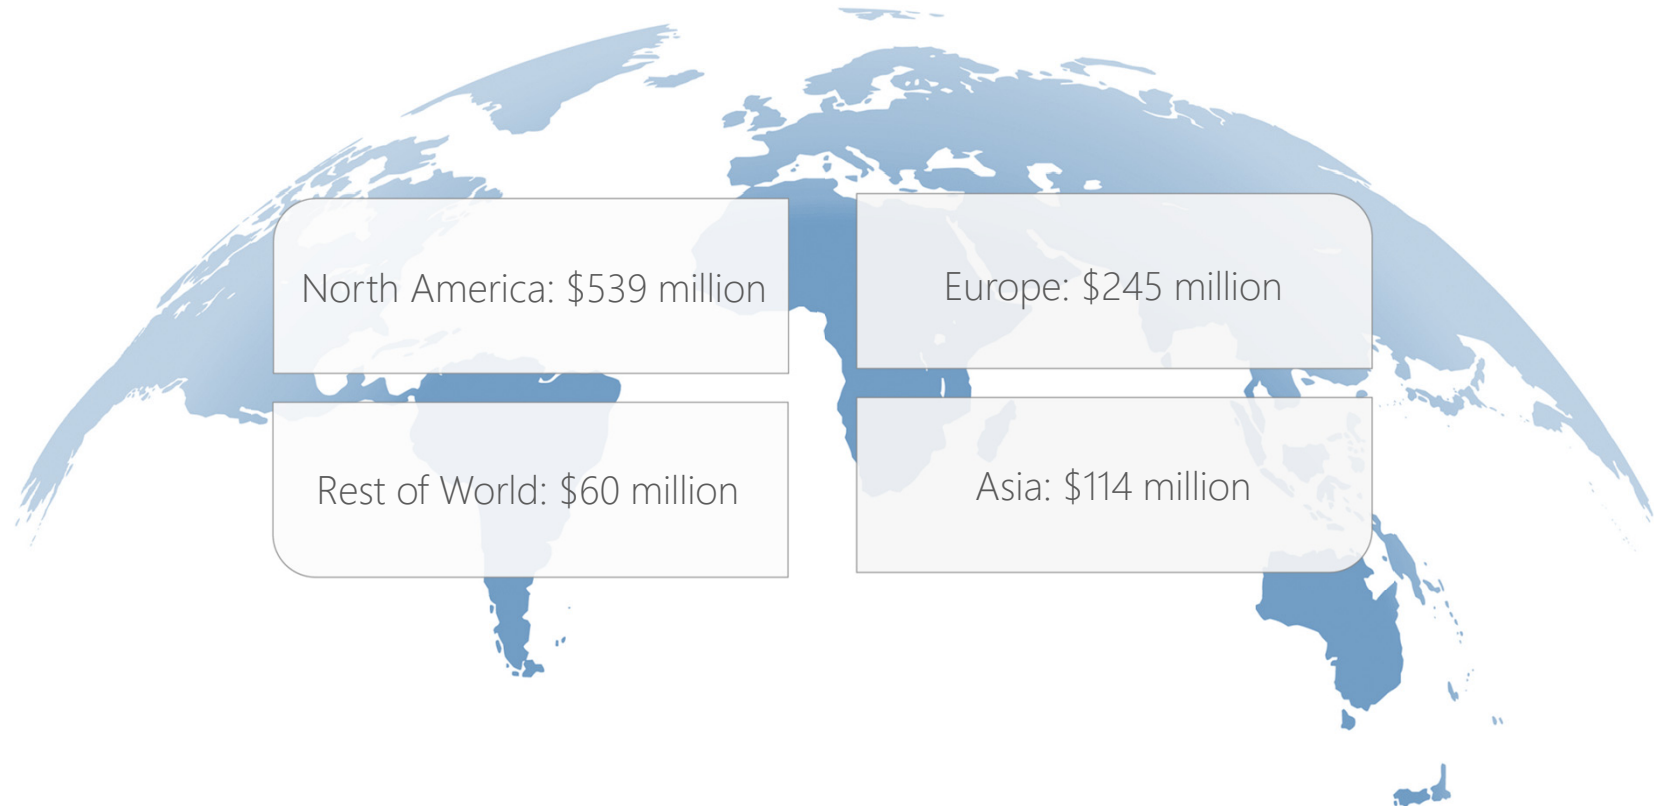 North America: $539 million
Europe: $245 million
Rest of World: $60 million
Asia: $114 million